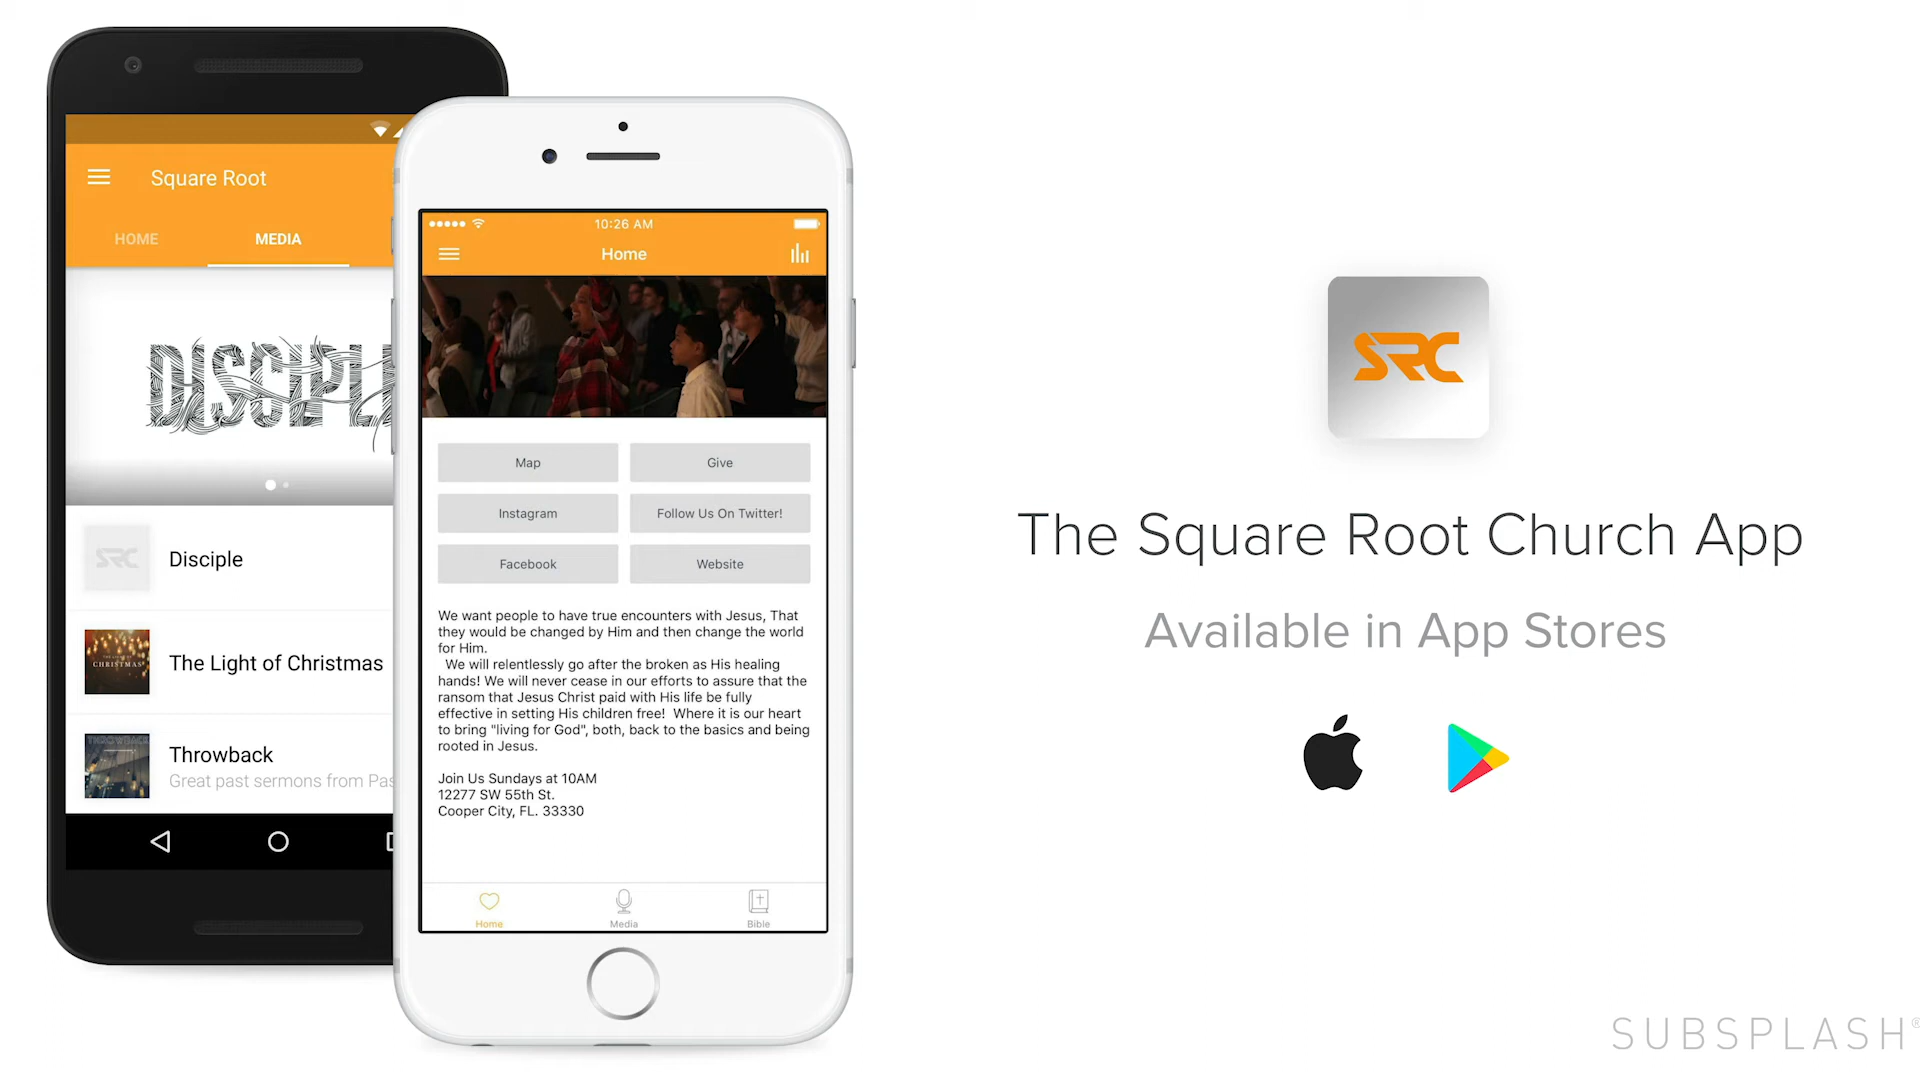 Square Root
HOME
MEDIA
DISCIPLE
SRC
Disciple
THE LIGHT OF
CHRISTMAS
The Light of Christmas
THROWBACK
Throwback
Great past sermons from Pas
10:26 AM
Home
Map
Give
Instagram
Follow Us On Twitter!
Facebook
Website
We want people to have true encounters with Jesus, That
they would be changed by Him and then change the world
for Him.
We will relentlessly go after the broken as His healing
hands! We will never cease in our efforts to assure that the
ransom that Jesus Christ paid with His life be fully
effective in setting His children free! Where it is our heart
to bring "living for God", both, back to the basics and being
rooted in Jesus.
Join Us Sundays at 10AM
12277 SW 55th St.
Cooper City, FL. 33330
Home
Media
Bible
SRC
The Square Root Church App
Available in App Stores
SUBSPLASH®